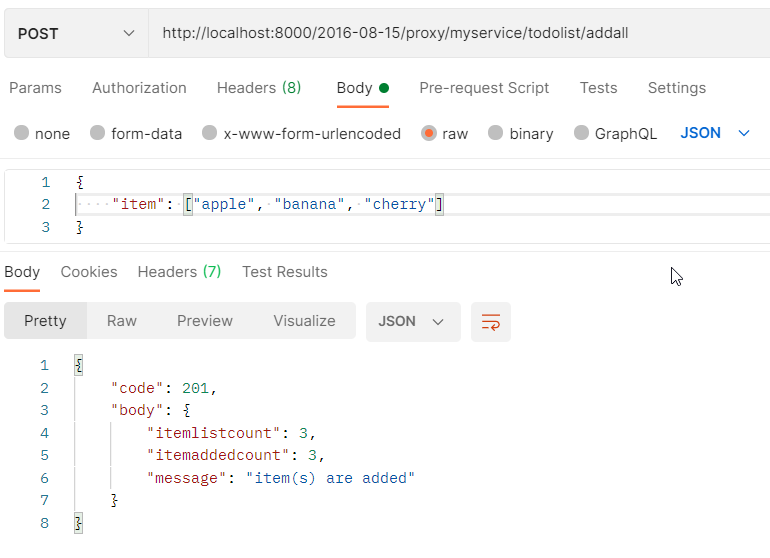 POST http://localhost:8000/2016-08-15/proxy/myservice/todolist/addall
Params Authorization Headers (8) Body Pre-request Script Tests Settings
none form-data x-www-form-urlencoded raw binary GraphQL JSON
1 {
2 "item": ["apple", "banana", "cherry"]
3 }
Body Cookies Headers (7) Test Results
Pretty Raw Preview Visualize JSON
1 {
2 "code": 201,
3 "body": {
4 "itemlistcount": 3,
5 "itemaddedcount": 3,
6 "message": "item(s) are added"
7 }
8 }